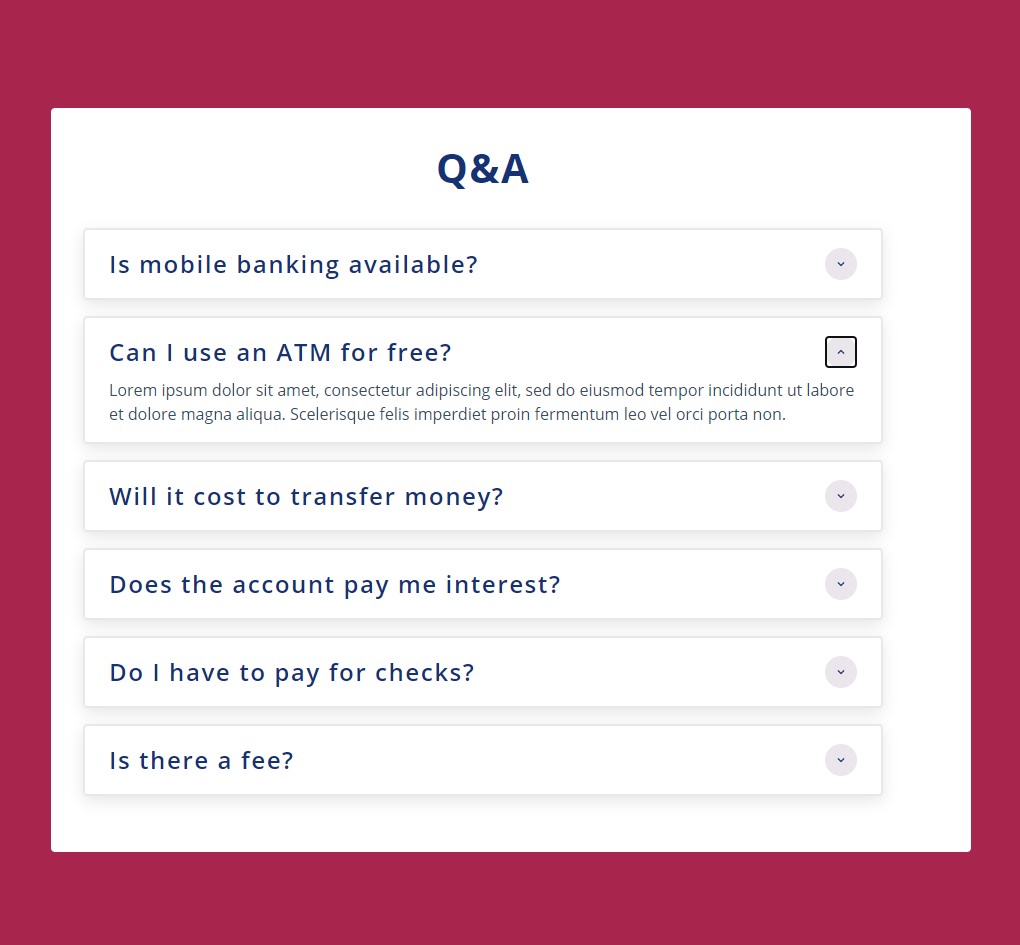 Q&A
Is mobile banking available?
Can I use an ATM for free?
Lorem ipsum dolor sit amet, consectetur adipiscing elit, sed do eiusmod tempor incididunt ut labore
et dolore magna aliqua. Scelerisque felis imperdiet proin fermentum leo vel orci porta non.
Will it cost to transfer money?
Does the account pay me interest?
Do I have to pay for checks?
Is there a fee?